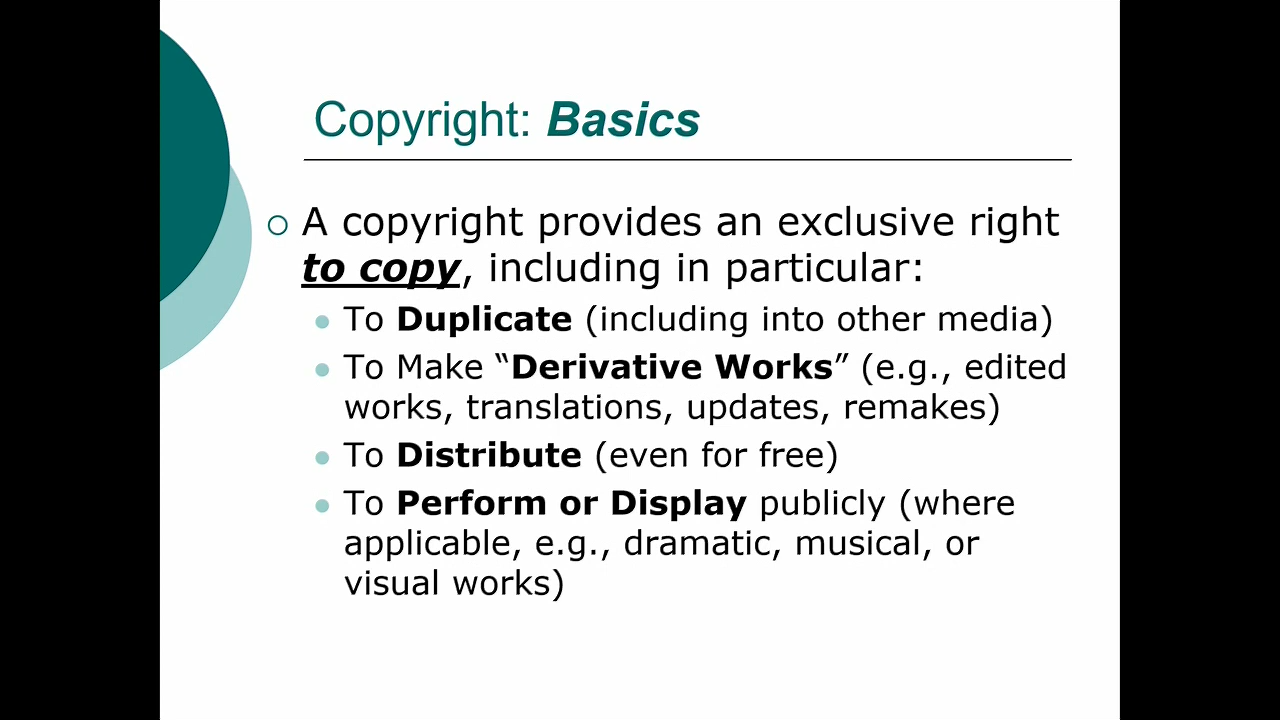 Copyright: Basics
A copyright provides an exclusive right
to copy, including in particular:
To Duplicate (including into other media)
To Make “Derivative Works” (e.g., edited
works, translations, updates, remakes)
To Distribute (even for free)
To Perform or Display publicly (where
applicable, e.g., dramatic, musical, or
visual works)